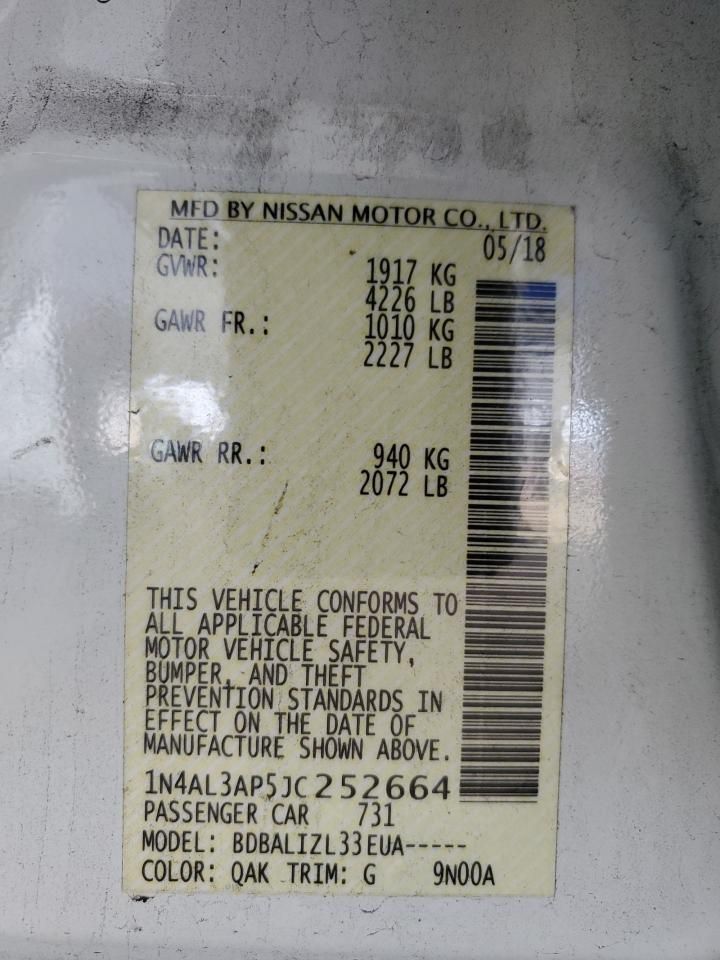 MFD BY NISSAN MOTOR CO., LTD.
DATE: 05/18
GVWR: 1917 KG
4226 LB
GAWR FR.: 1010 KG
2227 LB
GAWR RR.: 940 KG
2072 LB
THIS VEHICLE CONFORMS TO
ALL APPLICABLE FEDERAL
MOTOR VEHICLE SAFETY,
BUMPER, AND THEFT
PREVENTION STANDARDS IN
EFFECT ON THE DATE OF
MANUFACTURE SHOWN ABOVE.
1N4AL3AP5JC252664
PASSENGER CAR 731
MODEL: BDBALIZL33EUA-----
COLOR: QAK TRIM: G 9N00A